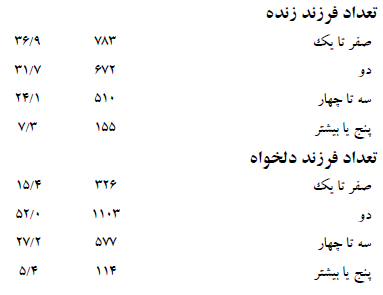 تعداد فرزند زنده
صفر تا یک ۷۸۳ ۳۶/۹
دو ۶۷۲ ۳۱/۷
سه تا چهار ۵۱۰ ۲۴/۱
پنج یا بیشتر ۱۵۵ ۷/۳
تعداد فرزند دلخواه
صفر تا یک ۳۲۶ ۱۵/۴
دو ۱۱۰۳ ۵۲/۰
سه تا چهار ۵۷۷ ۲۷/۲
پنج یا بیشتر ۱۱۴ ۵/۴